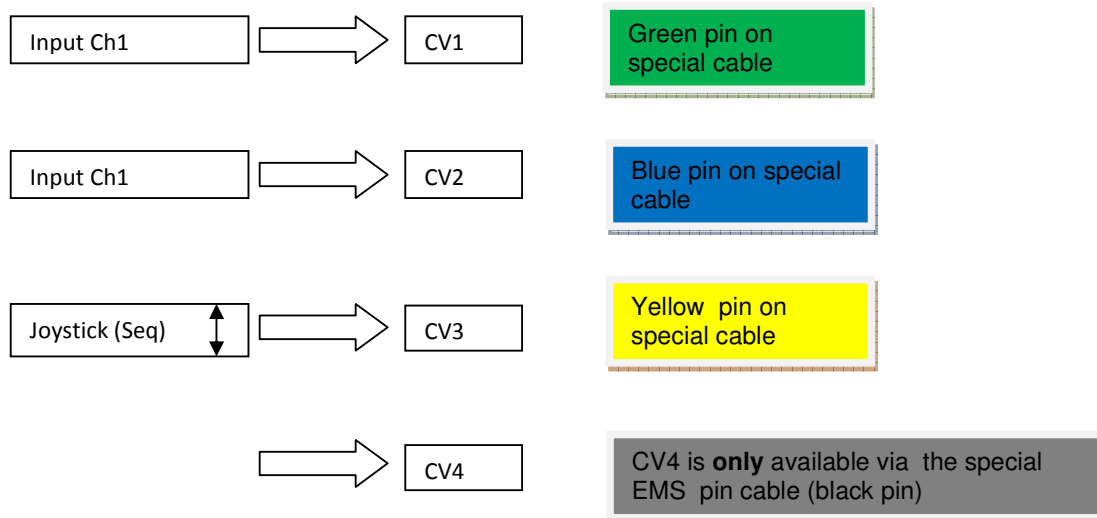 Input Ch1 CV1 Green pin on
special cable
Input Ch1 CV2 Blue pin on special
cable
Joystick (Seq) CV3 Yellow pin on
special cable
CV4 CV4 is only available via the special
EMS pin cable (black pin)